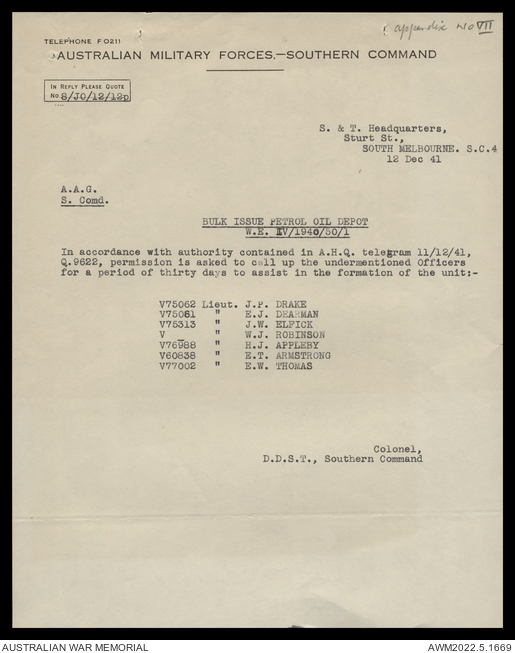 appendix No VII
TELEPHONE F0211
AUSTRALIAN MILITARY FORCES.—SOUTHERN COMMAND
IN REPLY PLEASE QUOTE
No. 8/JO/12/12D
S. & T. Headquarters,
Sturt St.,
SOUTH MELBOURNE. S.C.4
12 Dec 41
A.A.G.
S. Comd.
BULK ISSUE PETROL OIL DEPOT
W.E. IV/1940/50/1
In accordance with authority contained in A.H.Q. telegram 11/12/41,
Q.9622, permission is asked to call up the undermentioned Officers
for a period of thirty days to assist in the formation of the unit:-
V75062 Lieut. J.P. DRAKE
V75081 " E.J. DEARMAN
V75313 " J.W. ELFICK
V _ " W.J. ROBINSON
V76988 " H.J. APPLEBY
V60838 " E.T. ARMSTRONG
V77002 " E.W. THOMAS
Colonel,
D.D.S.T., Southern Command
AUSTRALIAN WAR MEMORIAL
AWM2022.5.1669